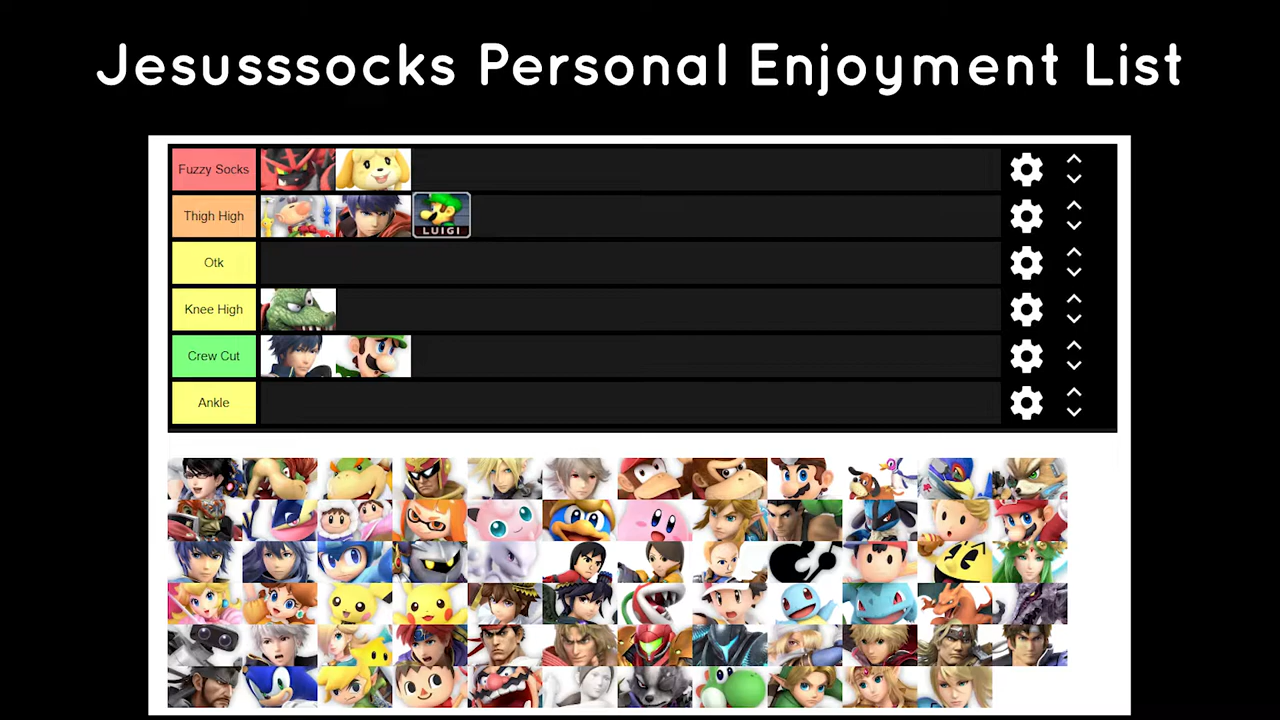 Jesusssocks Personal Enjoyment List
Fuzzy Socks
Thigh High
LUIGI
Otk
Knee High
Crew Cut
Ankle